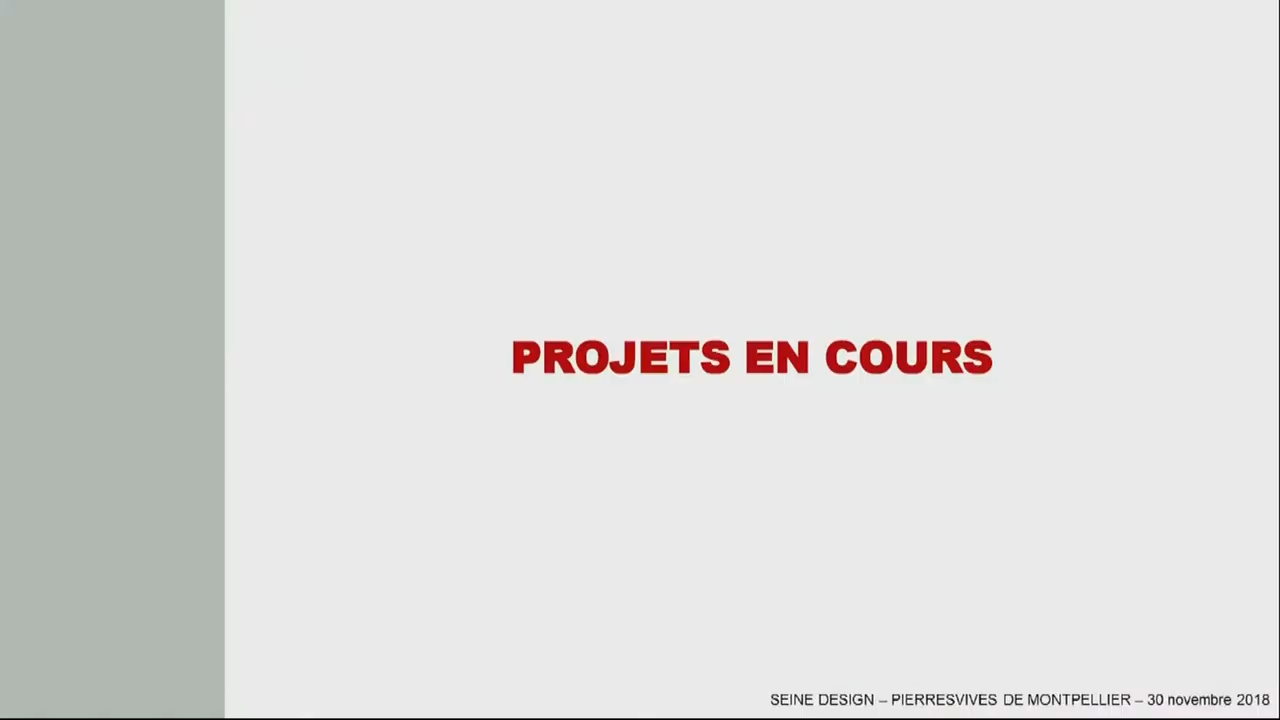 PROJETS EN COURS
SEINE DESIGN – PIERRESVIVES DE MONTPELLIER – 30 novembre 2018